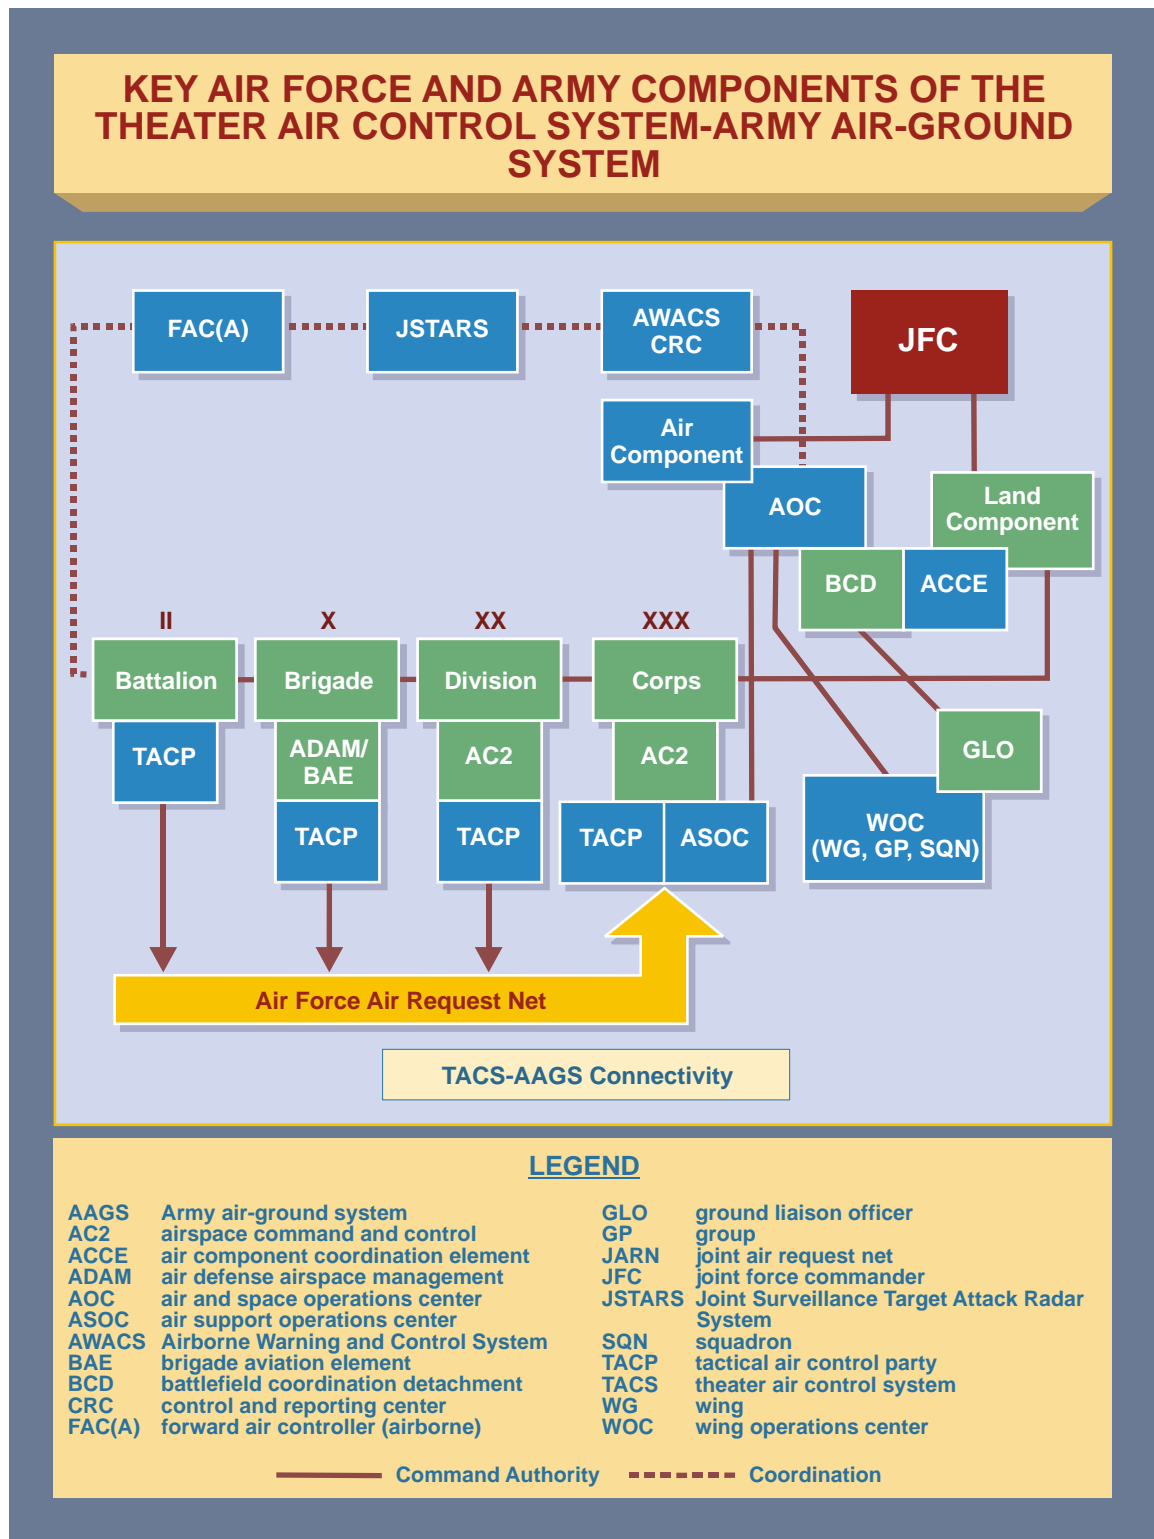 KEY AIR FORCE AND ARMY COMPONENTS OF THE
THEATER AIR CONTROL SYSTEM-ARMY AIR-GROUND
SYSTEM
FAC(A)
JSTARS
AWACS
CRC
JFC
Air
Component
AOC
Land
Component
BCD
ACCE
II
X
XX
XXX
Battalion
Brigade
Division
Corps
TACP
ADAM/
BAE
AC2
AC2
GLO
TACP
TACP
TACP
ASOC
WOC
(WG, GP, SQN)
Air Force Air Request Net
TACS-AAGS Connectivity
LEGEND
AAGS Army air-ground system
AC2 airspace command and control
ACCE air component coordination element
ADAM air defense airspace management
AOC air and space operations center
ASOC air support operations center
AWACS Airborne Warning and Control System
BAE brigade aviation element
BCD battlefield coordination detachment
CRC control and reporting center
FAC(A) forward air controller (airborne)
GLO ground liaison officer
GP group
JARN joint air request net
JFC joint force commander
JSTARS Joint Surveillance Target Attack Radar
System
SQN squadron
TACP tactical air control party
TACS theater air control system
WG wing
WOC wing operations center
Command Authority
Coordination